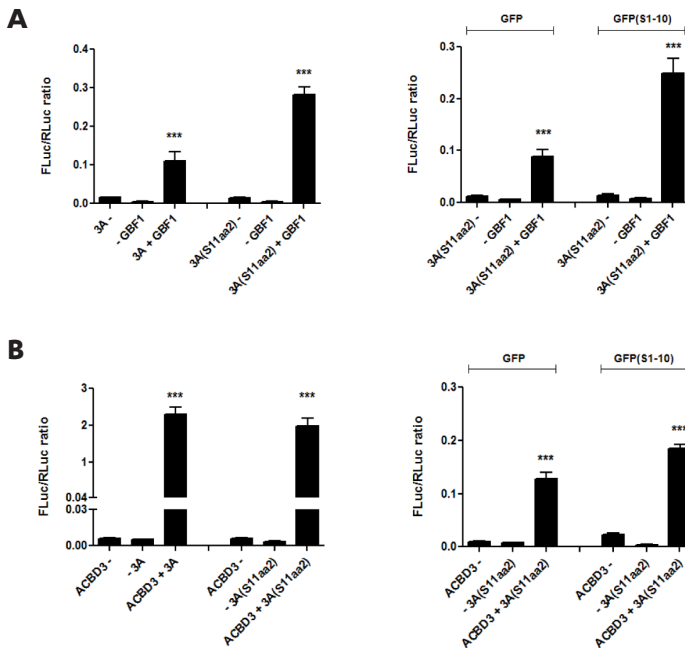 A
FLuc/RLuc ratio
0.4
0.3
0.2
0.1
0.0
***
***
3A -
- GBF1
3A + GBF1
3A(S11aa2) -
- GBF1
3A(S11aa2) + GBF1
GFP
GFP(S1-10)
FLuc/RLuc ratio
0.3
0.2
0.1
0.0
***
***
3A(S11aa2) -
- GBF1
3A(S11aa2) + GBF1
3A(S11aa2) -
- GBF1
3A(S11aa2) + GBF1
B
FLuc/RLuc ratio
3
2
1
0.04
0.03
0.00
***
***
ACBD3 -
- 3A
ACBD3 + 3A
ACBD3 -
- 3A(S11aa2)
ACBD3 + 3A(S11aa2)
GFP
GFP(S1-10)
FLuc/RLuc ratio
0.3
0.2
0.1
0.0
***
***
ACBD3 -
- 3A(S11aa2)
ACBD3 + 3A(S11aa2)
ACBD3 -
- 3A(S11aa2)
ACBD3 + 3A(S11aa2)